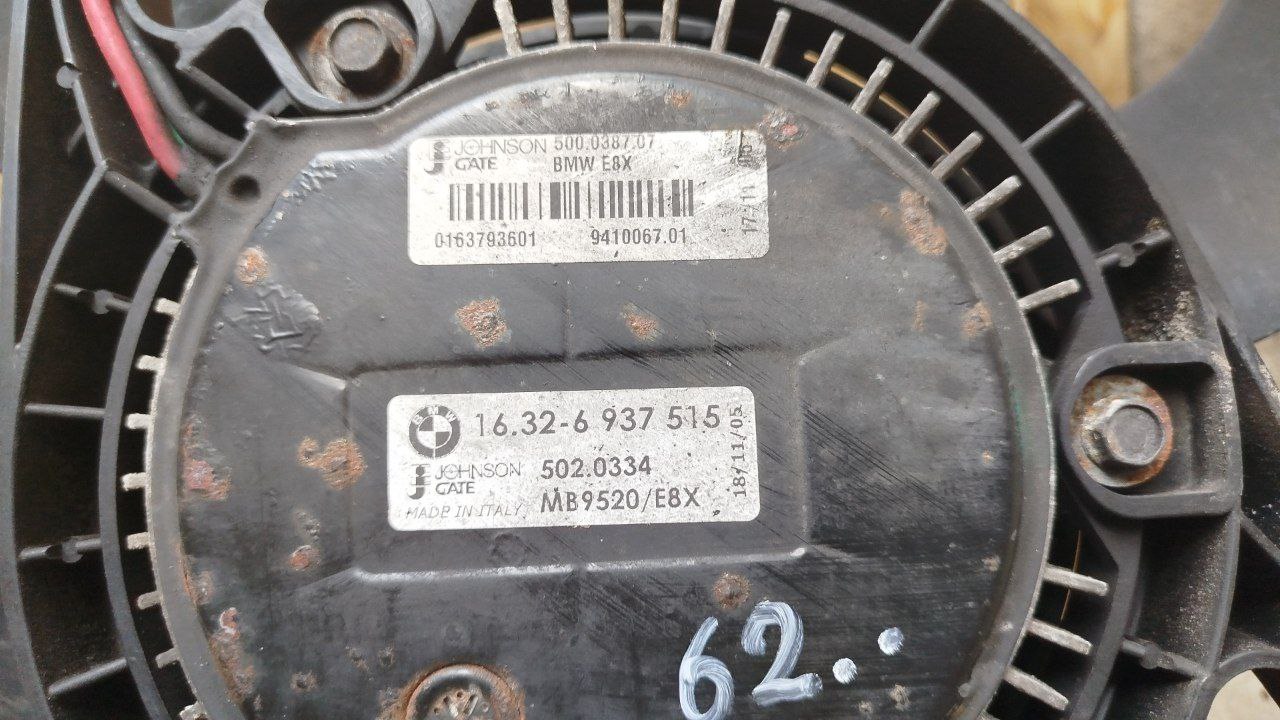 JOHNSON 500.0387.07
GATE BMW E8X
0163793601 9410067.01
17/11/05
BMW
16.32-6 937 515
JOHNSON 502.0334
GATE
MADE IN ITALY MB9520/E8X
18/11/05
62..